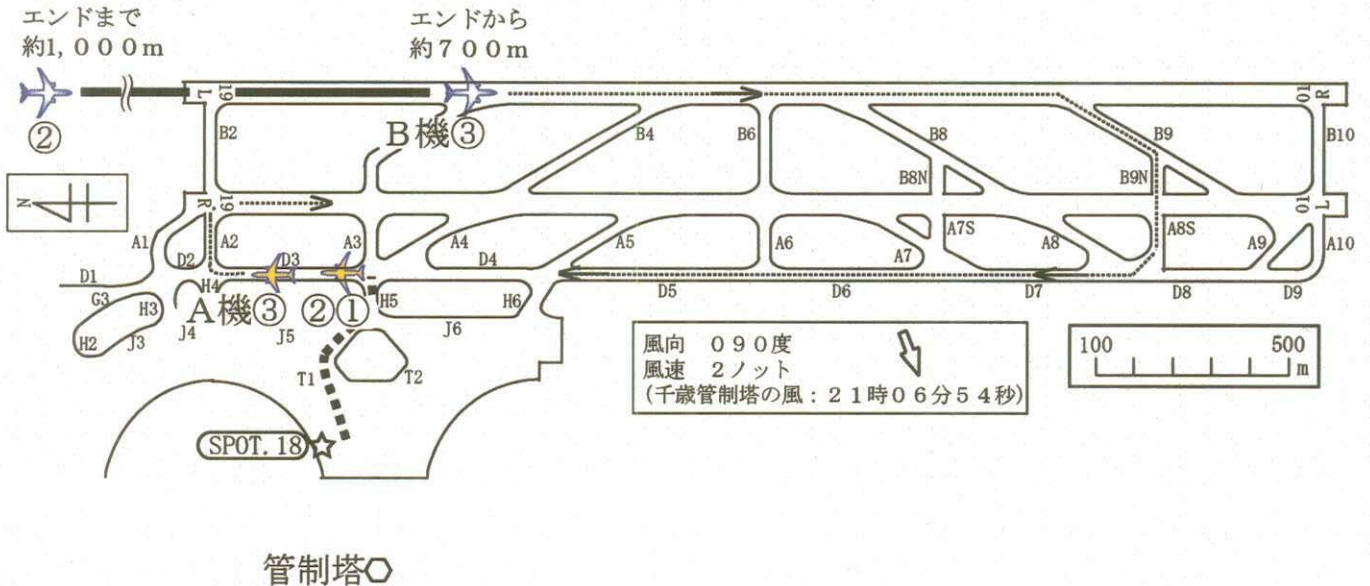 エンドまで
約1,000m
エンドから
約700m
②
L
19
B2
B機③
B4
B6
B8
B8N
B9
B9N
01
R
B10
N
R
19
A1
A2
D2
D3
A3
A4
D4
A5
A6
A7
A7S
A8
A8S
A9
01
L
A10
D1
G3
H3
H2
J3
H4
J4
A機③
②①
J5
H5
J6
H6
D5
D6
D7
D8
D9
T1
T2
SPOT.18
風向 090度
風速 2ノット
(千歳管制塔の風:21時06分54秒)
100
500
m
管制塔